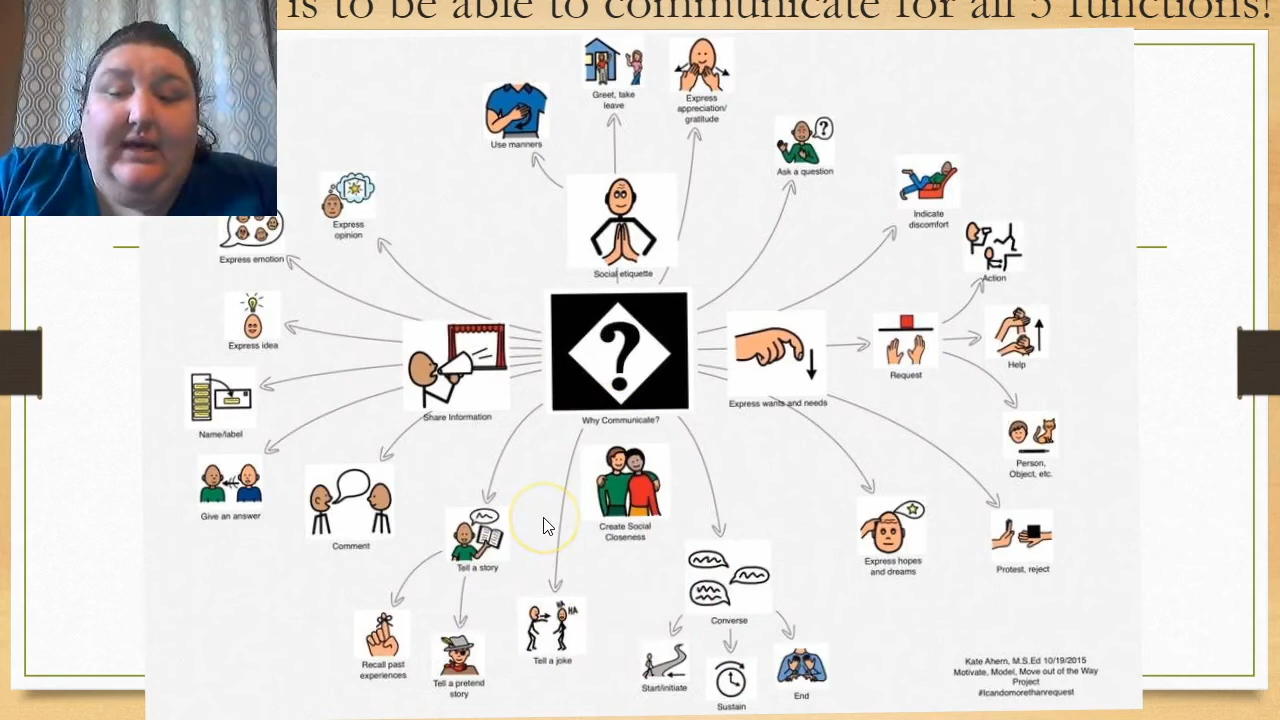 is to be able to communicate for all 5 functions!
Greet, take
leave
Express
appreciation/
gratitude
Use manners
Ask a question
Express
opinion
Indicate
discomfort
Social etiquette
Express emotion
Action
?
Express idea
Request
Help
Share Information
Why Communicate?
Express wants and needs
Name/label
Person,
Object, etc.
Give an answer
Comment
Create Social
Closeness
Tell a story
Express hopes
and dreams
Protest, reject
HA
HA
Converse
Recall past
experiences
Tell a pretend
story
Tell a joke
Start/initiate
Sustain
End
Kate Ahern, M.S.Ed 10/19/2015
Motivate, Model, Move out of the Way
Project
#Icandomorethanrequest